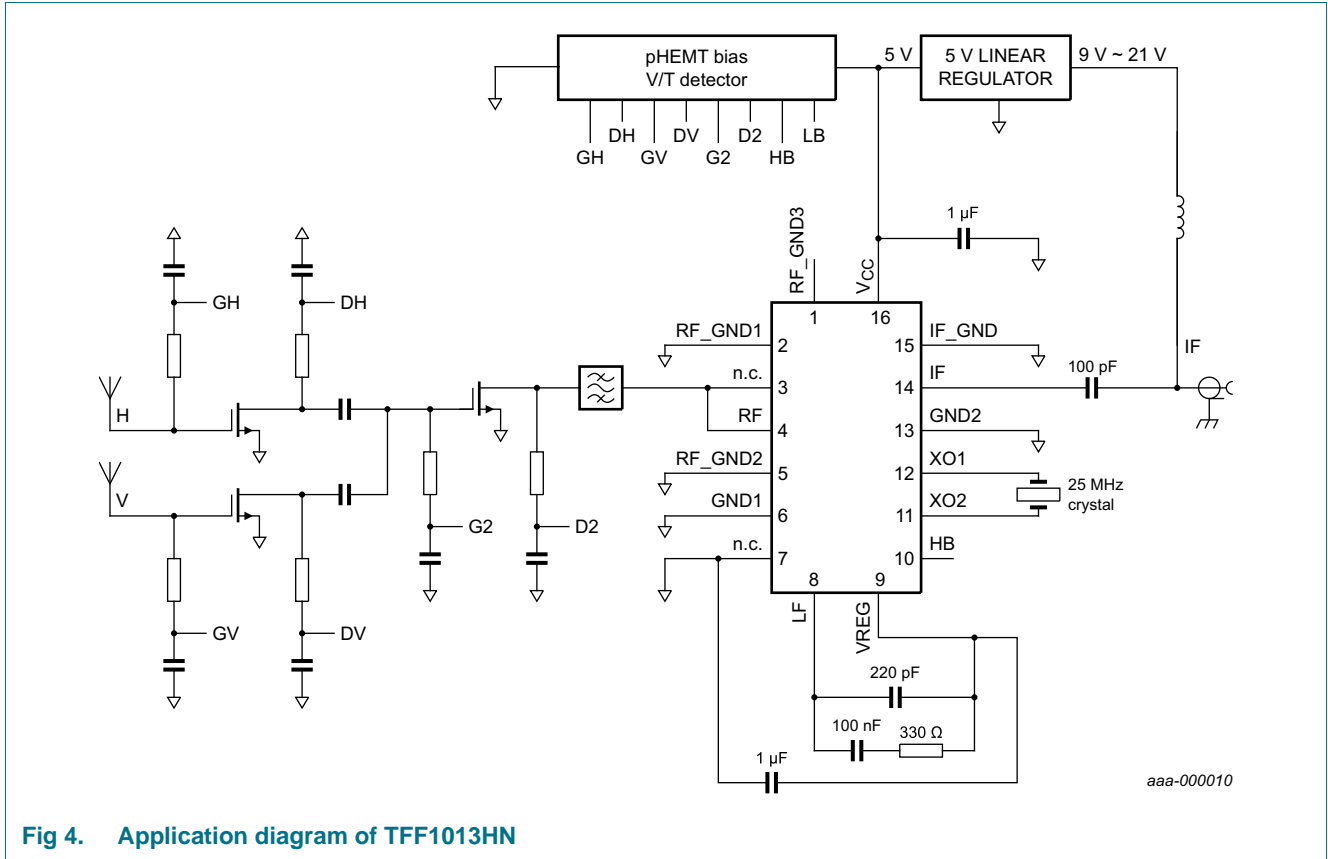 pHEMT bias
V/T detector
5 V
5 V LINEAR
REGULATOR
9 V ~ 21 V
GH
DH
GV
DV
G2
D2
HB
LB
RF_GND3
VCC
1 μF
GH
DH
1
16
RF_GND1
2
15
IF_GND
n.c.
3
14
IF
100 pF
IF
H
RF
4
13
GND2
RF_GND2
5
12
XO1
25 MHz
crystal
V
GND1
6
11
XO2
G2
D2
n.c.
7
10
HB
8
9
LF
VREG
GV
DV
220 pF
100 nF
330 Ω
1 μF
aaa-000010
Fig 4. Application diagram of TFF1013HN